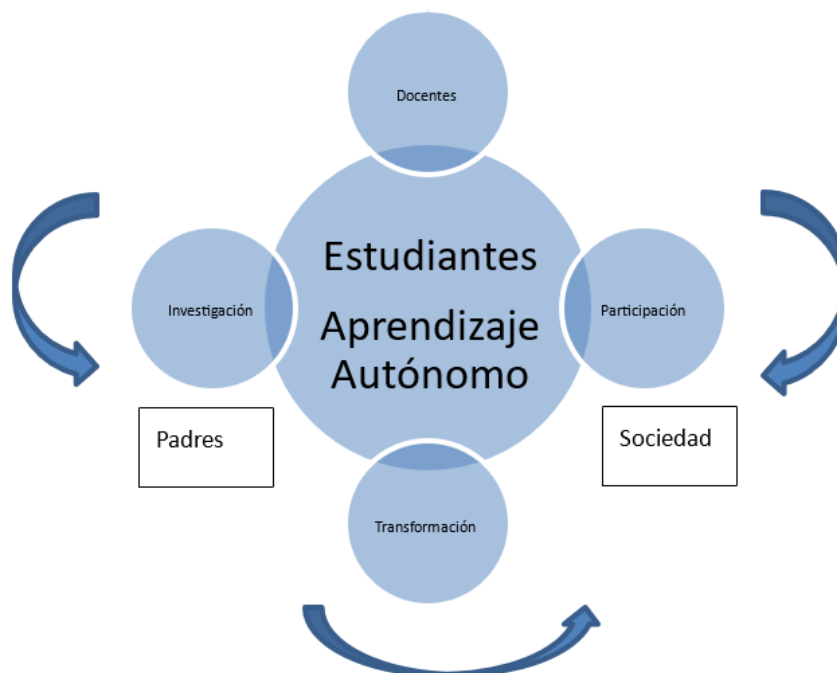 Docentes
Estudiantes
Aprendizaje
Autónomo
Investigación
Participación
Padres
Sociedad
Transformación